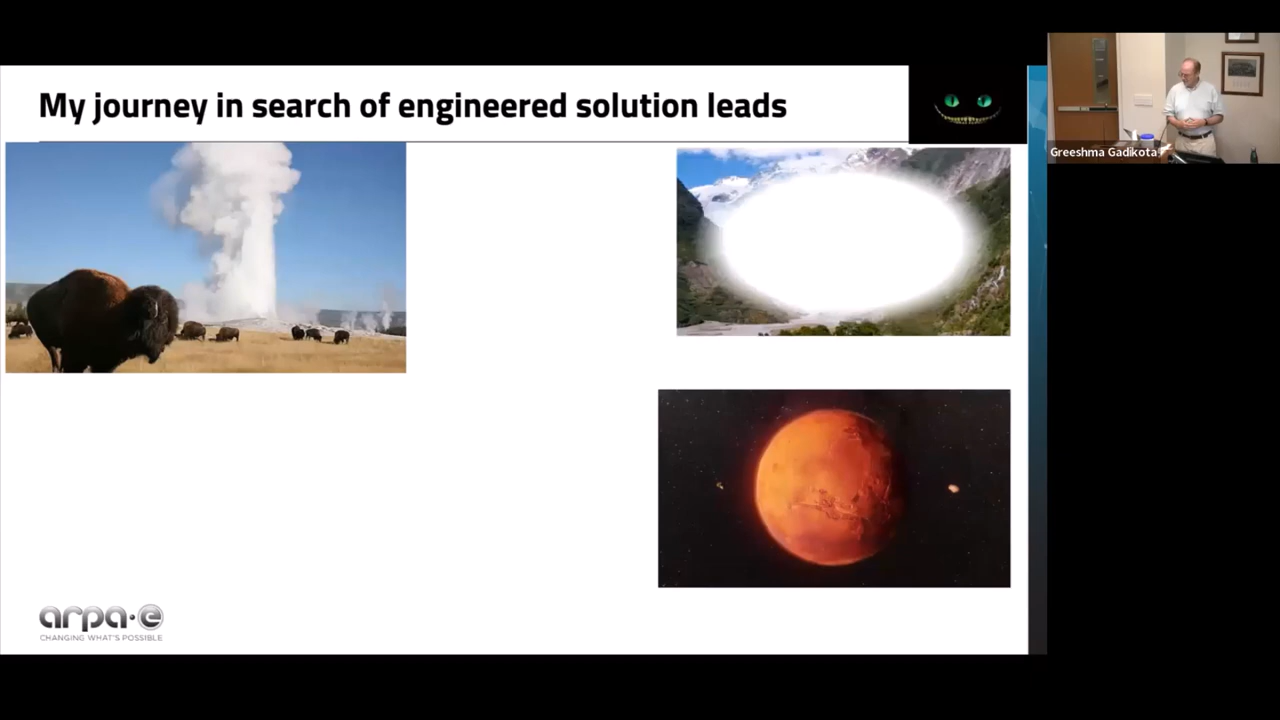 My journey in search of engineered solution leads
Greeshma Gadikota
arpa·e
CHANGING WHAT'S POSSIBLE